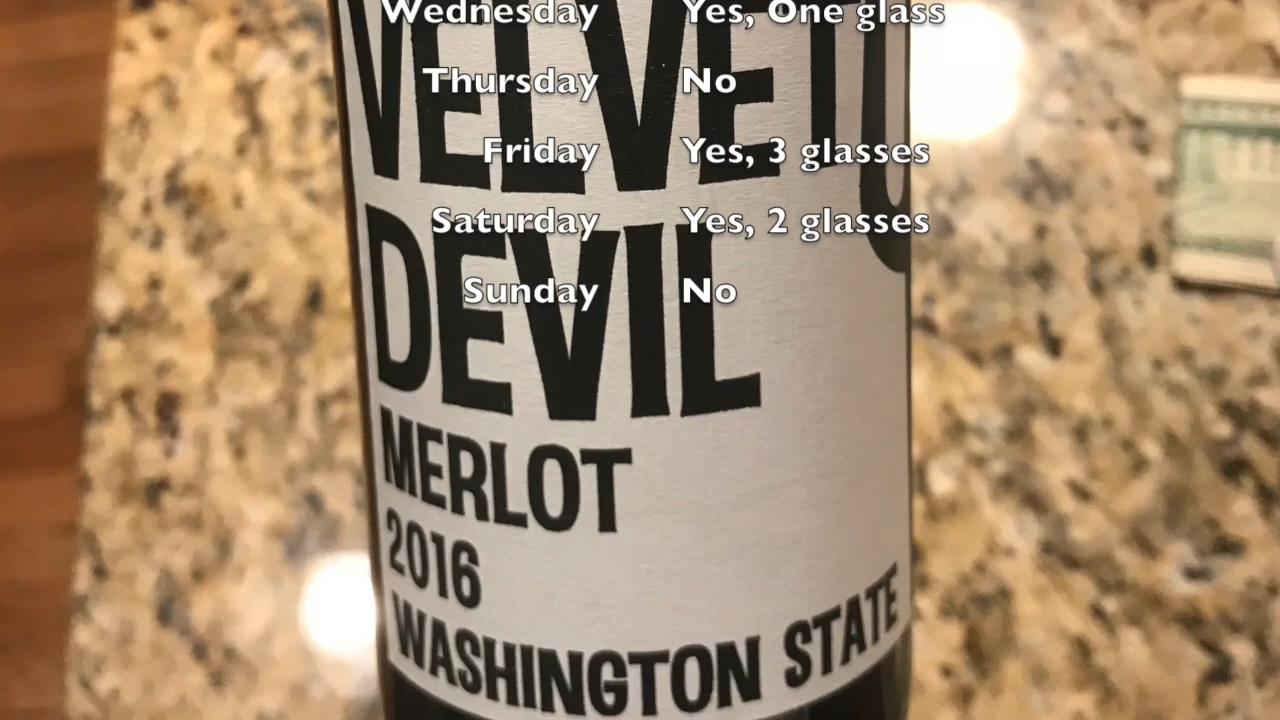 Wednesday Yes, One glass
Thursday No
Friday Yes, 3 glasses
Saturday Yes, 2 glasses
Sunday No
VELVET
DEVIL
MERLOT
2016
WASHINGTON STATE